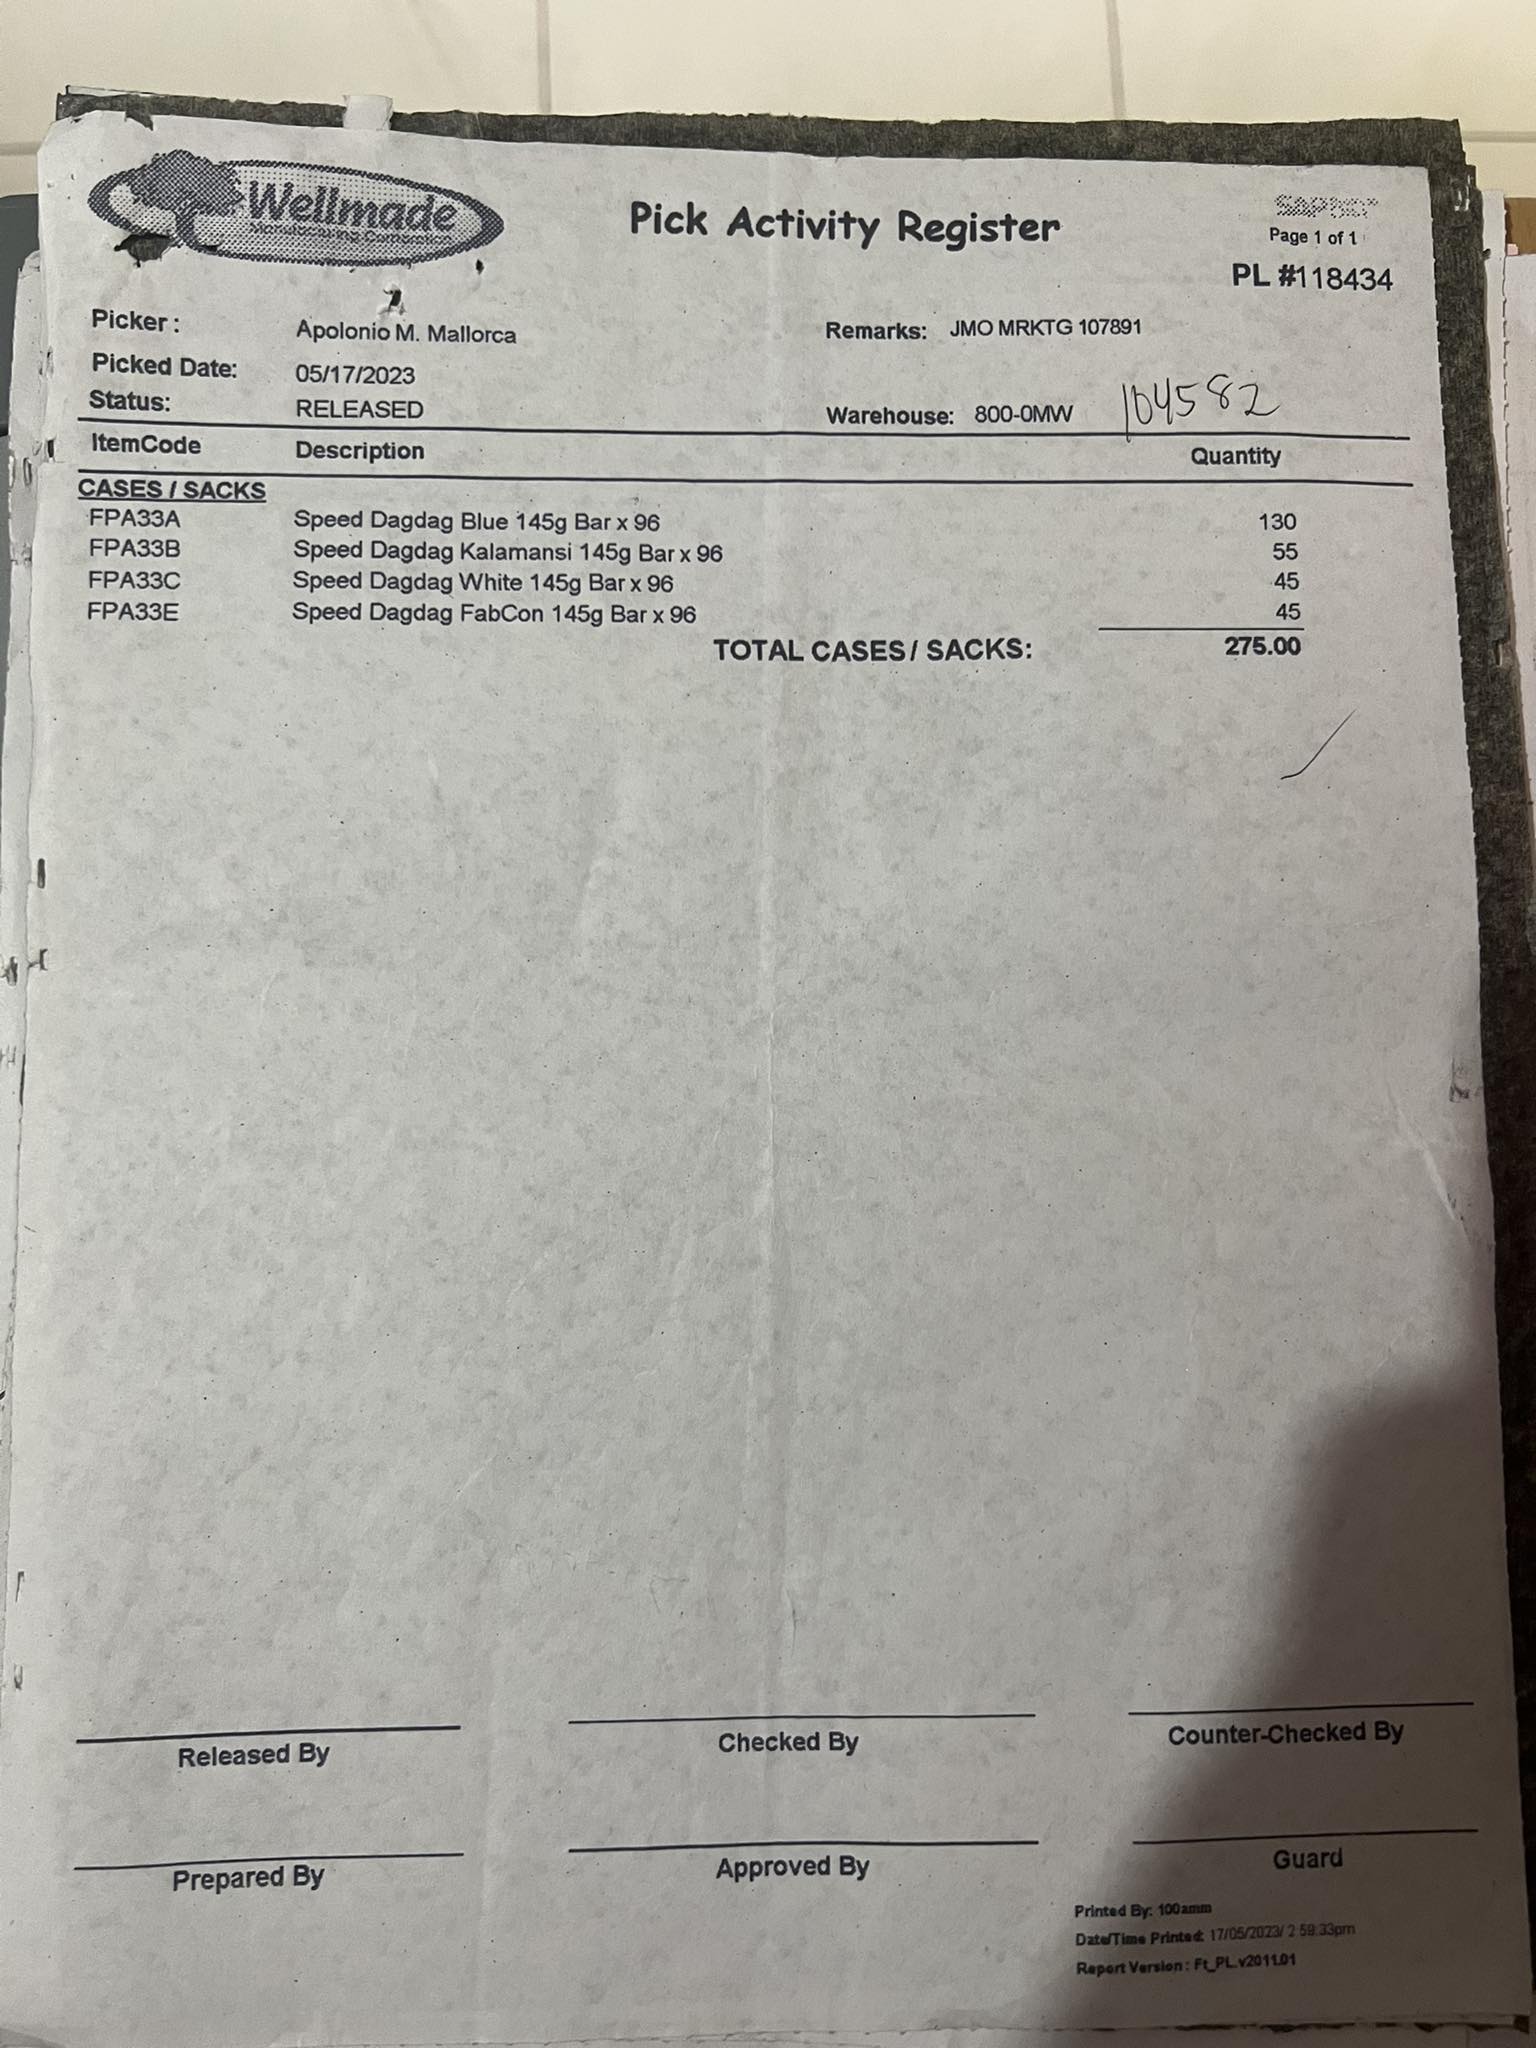 Wellmade
Manufacturing Corporation
Pick Activity Register
Page 1 of 1
PL #118434
Picker : Apolonio M. Mallorca Remarks: JMO MRKTG 107891
Picked Date: 05/17/2023
Status: RELEASED Warehouse: 800-0MW 104582
ItemCode Description Quantity
CASES / SACKS
FPA33A Speed Dagdag Blue 145g Bar x 96 130
FPA33B Speed Dagdag Kalamansi 145g Bar x 96 55
FPA33C Speed Dagdag White 145g Bar x 96 45
FPA33E Speed Dagdag FabCon 145g Bar x 96 45
TOTAL CASES / SACKS: 275.00
Released By Checked By Counter-Checked By
Prepared By Approved By Guard
Printed By: 100amm
Date/Time Printed: 17/05/2023/ 2:59:33pm
Report Version : Ft_PL.v2011.01